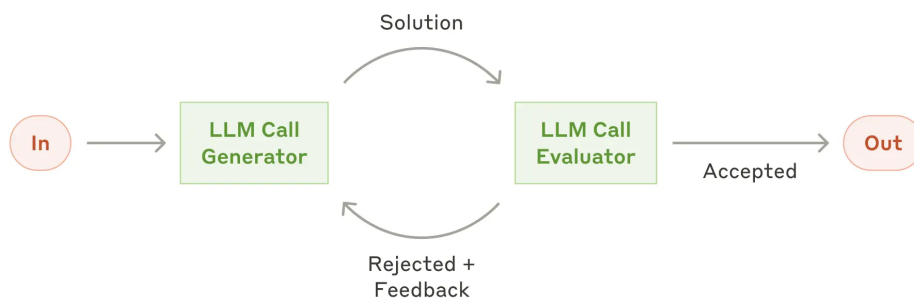 Solution
In
LLM Call
Generator
LLM Call
Evaluator
Out
Accepted
Rejected +
Feedback